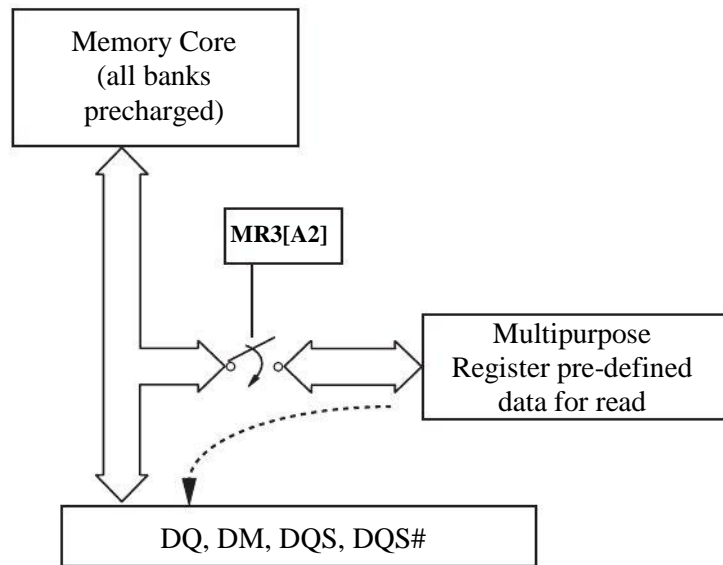 Memory Core
(all banks
precharged)
MR3[A2]
Multipurpose
Register pre-defined
data for read
DQ, DM, DQS, DQS#